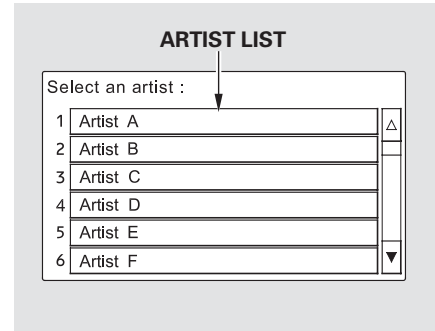 ARTIST LIST
Select an artist :
1 Artist A
2 Artist B
3 Artist C
4 Artist D
5 Artist E
6 Artist F